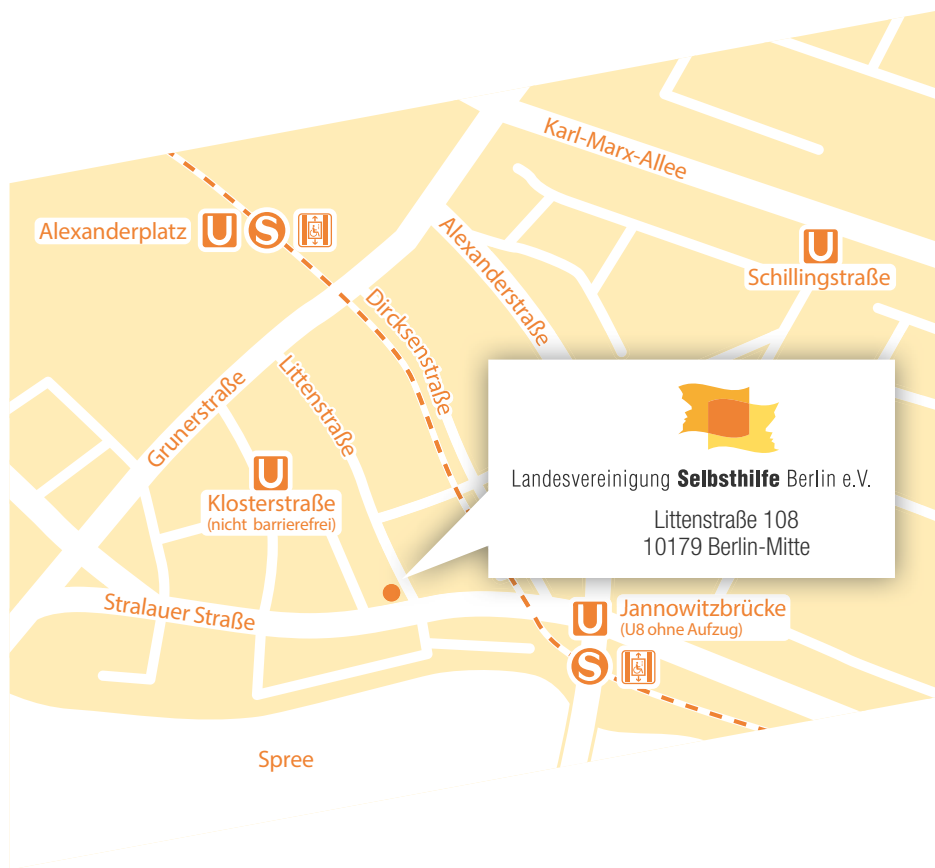 Karl-Marx-Allee
Alexanderplatz
U
S
Alexanderstraße
U
Schillingstraße
Dircksenstraße
Littenstraße
Grunerstraße
Landesvereinigung Selbsthilfe Berlin e.V.
Littenstraße 108
10179 Berlin-Mitte
U
Klosterstraße
(nicht barrierefrei)
Stralauer Straße
U
Jannowitzbrücke
(U8 ohne Aufzug)
S
Spree